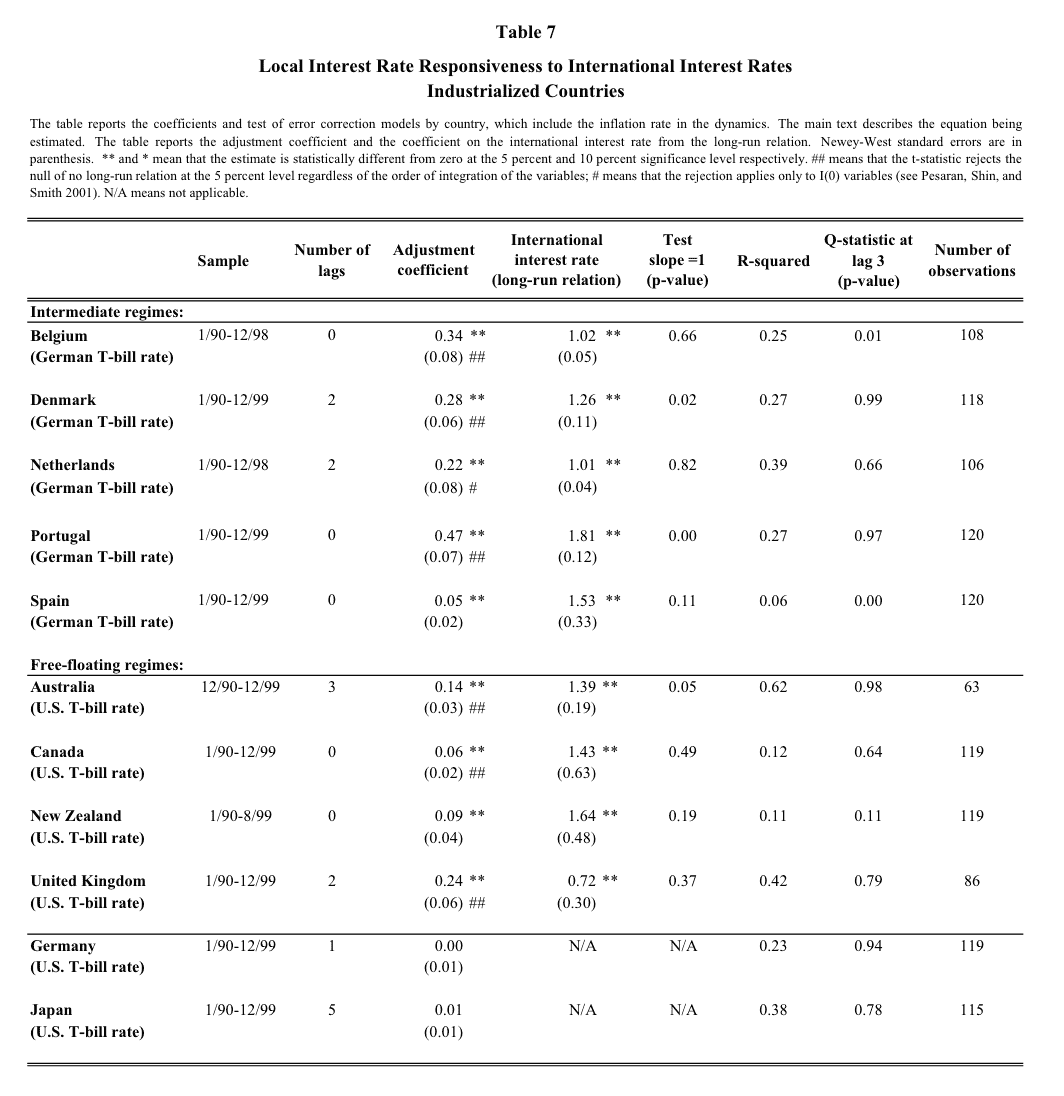 Table 7
Local Interest Rate Responsiveness to International Interest Rates
Industrialized Countries
The table reports the coefficients and test of error correction models by country, which include the inflation rate in the dynamics. The main text describes the equation being
estimated. The table reports the adjustment coefficient and the coefficient on the international interest rate from the long-run relation. Newey-West standard errors are in
parenthesis. ** and * mean that the estimate is statistically different from zero at the 5 percent and 10 percent significance level respectively. ## means that the t-statistic rejects the
null of no long-run relation at the 5 percent level regardless of the order of integration of the variables; # means that the rejection applies only to I(0) variables (see Pesaran, Shin, and
Smith 2001). N/A means not applicable.
Sample Number of lags Adjustment coefficient International interest rate (long-run relation) Test slope =1 (p-value) R-squared Q-statistic at lag 3 (p-value) Number of observations
Intermediate regimes:
Belgium 1/90-12/98 0 0.34 ** 1.02 ** 0.66 0.25 0.01 108
(German T-bill rate) (0.08) ## (0.05)
Denmark 1/90-12/99 2 0.28 ** 1.26 ** 0.02 0.27 0.99 118
(German T-bill rate) (0.06) ## (0.11)
Netherlands 1/90-12/98 2 0.22 ** 1.01 ** 0.82 0.39 0.66 106
(German T-bill rate) (0.08) # (0.04)
Portugal 1/90-12/99 0 0.47 ** 1.81 ** 0.00 0.27 0.97 120
(German T-bill rate) (0.07) ## (0.12)
Spain 1/90-12/99 0 0.05 ** 1.53 ** 0.11 0.06 0.00 120
(German T-bill rate) (0.02) (0.33)
Free-floating regimes:
Australia 12/90-12/99 3 0.14 ** 1.39 ** 0.05 0.62 0.98 63
(U.S. T-bill rate) (0.03) ## (0.19)
Canada 1/90-12/99 0 0.06 ** 1.43 ** 0.49 0.12 0.64 119
(U.S. T-bill rate) (0.02) ## (0.63)
New Zealand 1/90-8/99 0 0.09 ** 1.64 ** 0.19 0.11 0.11 119
(U.S. T-bill rate) (0.04) (0.48)
United Kingdom 1/90-12/99 2 0.24 ** 0.72 ** 0.37 0.42 0.79 86
(U.S. T-bill rate) (0.06) ## (0.30)
Germany 1/90-12/99 1 0.00 N/A N/A 0.23 0.94 119
(U.S. T-bill rate) (0.01)
Japan 1/90-12/99 5 0.01 N/A N/A 0.38 0.78 115
(U.S. T-bill rate) (0.01)